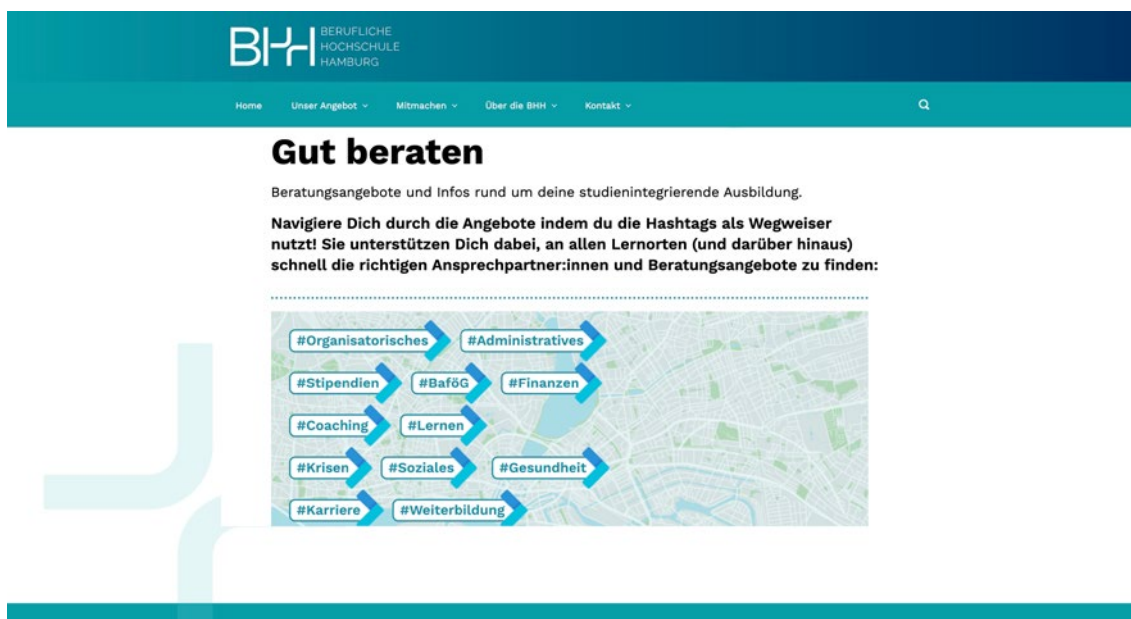 BHH BERUFLICHE
HOCHSCHULE
HAMBURG
Home Unser Angebot Mitmachen Über die BHH Kontakt
Gut beraten
Beratungsangebote und Infos rund um deine studienintegrierende Ausbildung.
Navigiere Dich durch die Angebote indem du die Hashtags als Wegweiser
nutzt! Sie unterstützen Dich dabei, an allen Lernorten (und darüber hinaus)
schnell die richtigen Ansprechpartner:innen und Beratungsangebote zu finden:
#Organisatorisches #Administratives
#Stipendien #BaföG #Finanzen
#Coaching #Lernen
#Krisen #Soziales #Gesundheit
#Karriere #Weiterbildung